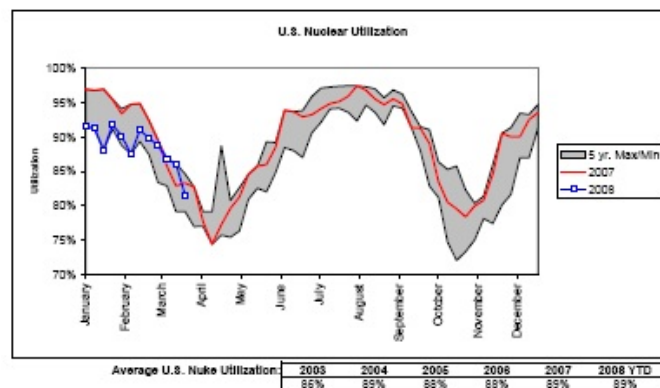 U.S. Nuclear Utilization
100%
95%
90%
85%
80%
75%
70%
Utilization
January
February
March
April
May
June
July
August
September
October
November
December
5 yr. Max/Min
2007
2008
Average U.S. Nuke Utilization: 2003 2004 2005 2006 2007 2008 YTD
86% 89% 88% 88% 89% 89%